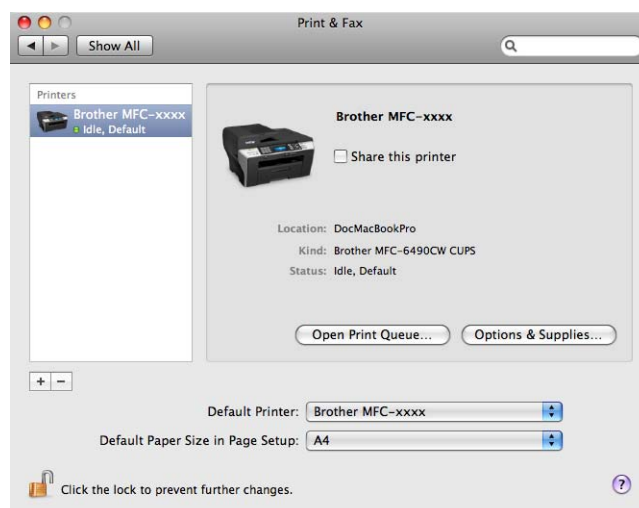 Print & Fax
Show All
Printers
Brother MFC-xxxx
Idle, Default
Brother MFC-xxxx
Share this printer
Location: DocMacBookPro
Kind: Brother MFC-6490CW CUPS
Status: Idle, Default
Open Print Queue... Options & Supplies...
+ −
Default Printer: Brother MFC-xxxx
Default Paper Size in Page Setup: A4
Click the lock to prevent further changes.
?